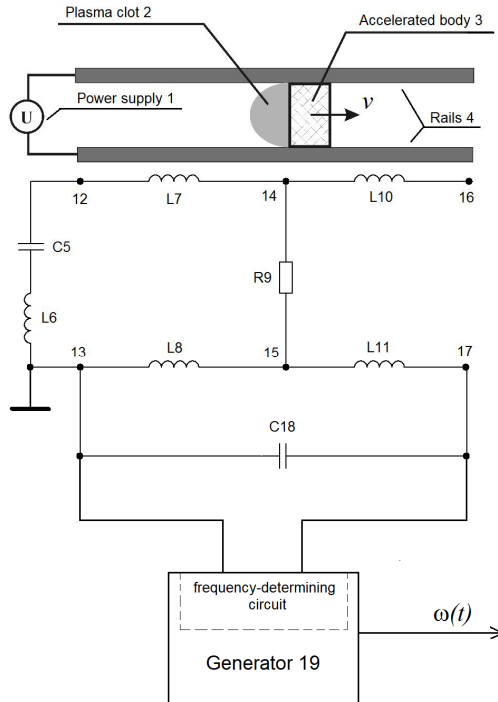 Plasma clot 2
Accelerated body 3
U
Power supply 1
v
Rails 4
12
L7
14
L10
16
C5
R9
L6
13
L8
15
L11
17
C18
frequency-determining
circuit
ω(t)
Generator 19